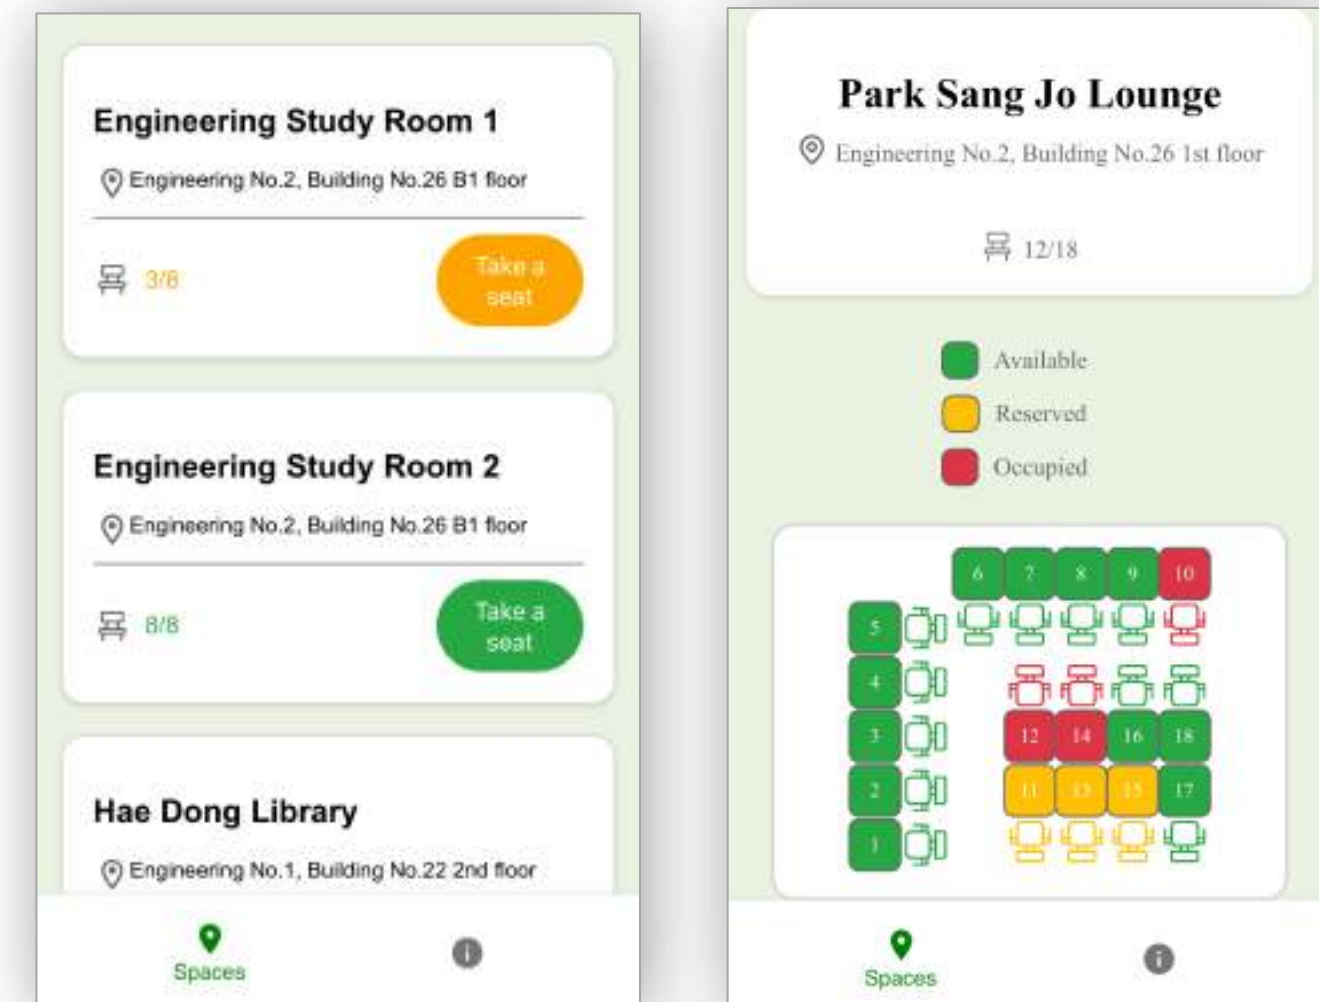 Engineering Study Room 1
Engineering No.2, Building No.26 B1 floor
3/8
Take a
seat
Engineering Study Room 2
Engineering No.2, Building No.26 B1 floor
8/8
Take a
seat
Hae Dong Library
Engineering No.1, Building No.22 2nd floor
Spaces
Park Sang Jo Lounge
Engineering No.2, Building No.26 1st floor
12/18
Available
Reserved
Occupied
6 7 8 9 10
5
4
3 12 14 16 18
2 11 13 15 17
1
Spaces